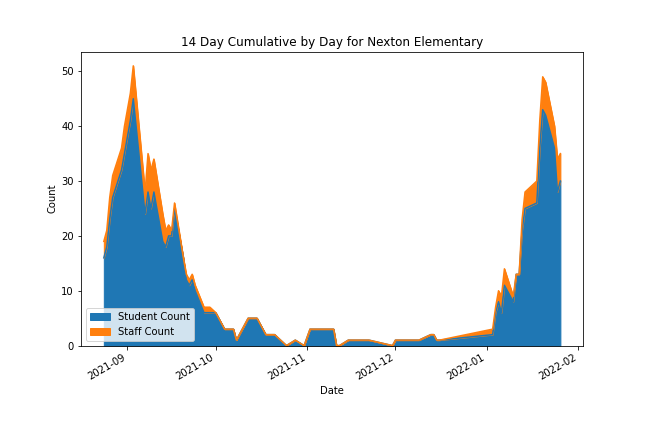 14 Day Cumulative by Day for Nexton Elementary
50
40
30
20
10
0
Count
Student Count
Staff Count
2021-09
2021-10
2021-11
2021-12
2022-01
2022-02
Date